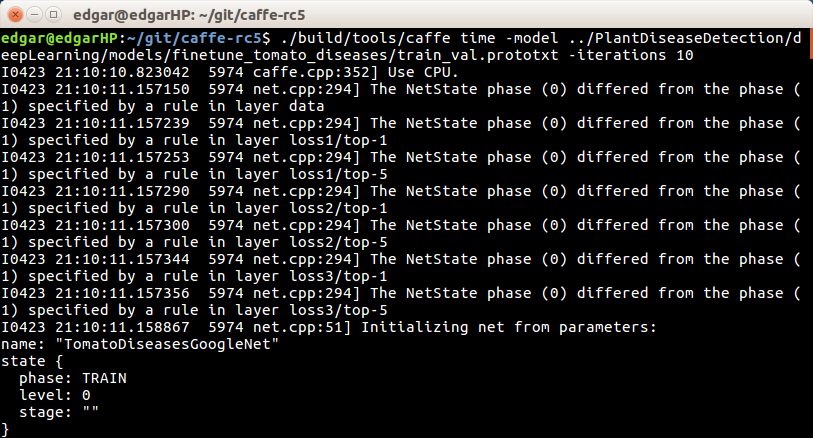 edgar@edgarHP: ~/git/caffe-rc5
edgar@edgarHP:~/git/caffe-rc5$ ./build/tools/caffe time -model ../PlantDiseaseDetection/d
eepLearning/models/finetune_tomato_diseases/train_val.prototxt -iterations 10
I0423 21:10:10.823042  5974 caffe.cpp:352] Use CPU.
I0423 21:10:11.157150  5974 net.cpp:294] The NetState phase (0) differed from the phase (
1) specified by a rule in layer data
I0423 21:10:11.157239  5974 net.cpp:294] The NetState phase (0) differed from the phase (
1) specified by a rule in layer loss1/top-1
I0423 21:10:11.157253  5974 net.cpp:294] The NetState phase (0) differed from the phase (
1) specified by a rule in layer loss1/top-5
I0423 21:10:11.157290  5974 net.cpp:294] The NetState phase (0) differed from the phase (
1) specified by a rule in layer loss2/top-1
I0423 21:10:11.157300  5974 net.cpp:294] The NetState phase (0) differed from the phase (
1) specified by a rule in layer loss2/top-5
I0423 21:10:11.157344  5974 net.cpp:294] The NetState phase (0) differed from the phase (
1) specified by a rule in layer loss3/top-1
I0423 21:10:11.157356  5974 net.cpp:294] The NetState phase (0) differed from the phase (
1) specified by a rule in layer loss3/top-5
I0423 21:10:11.158867  5974 net.cpp:51] Initializing net from parameters:
name: "TomatoDiseasesGoogleNet"
state {
  phase: TRAIN
  level: 0
  stage: ""
}